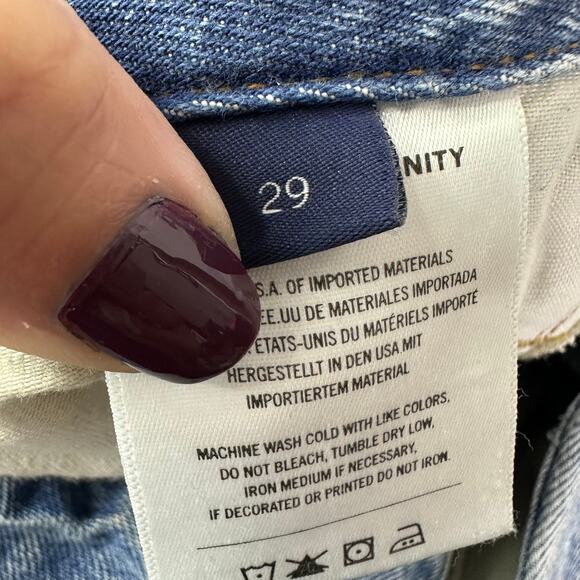 29
NITY
S.A. OF IMPORTED MATERIALS
EE.UU DE MATERIALES IMPORTADA
ETATS-UNIS DU MATÉRIELS IMPORTÉ
HERGESTELLT IN DEN USA MIT
IMPORTIERTEM MATERIAL
MACHINE WASH COLD WITH LIKE COLORS,
DO NOT BLEACH, TUMBLE DRY LOW,
IRON MEDIUM IF NECESSARY,
IF DECORATED OR PRINTED DO NOT IRON.